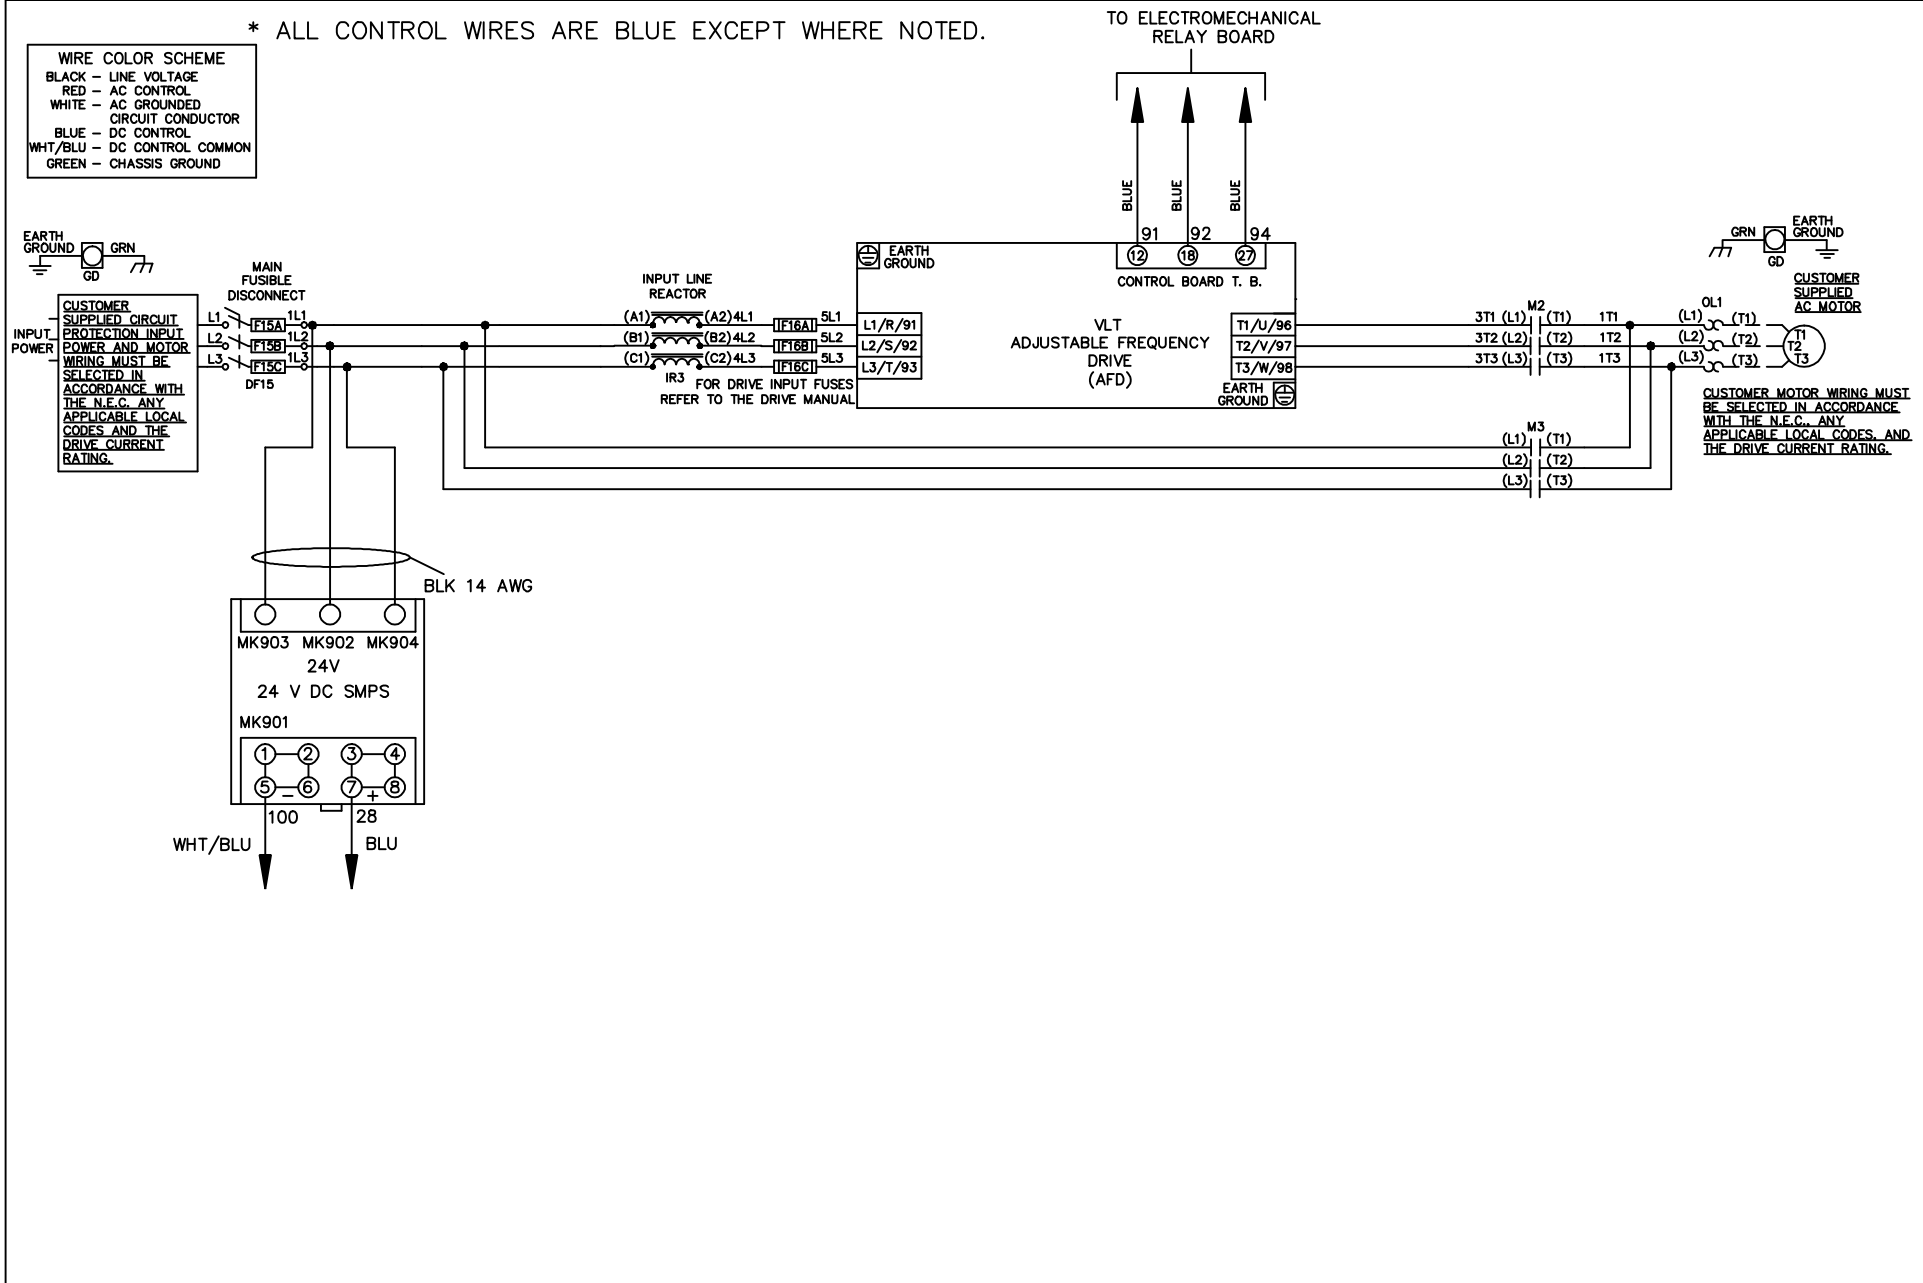 * ALL CONTROL WIRES ARE BLUE EXCEPT WHERE NOTED.
WIRE COLOR SCHEME
BLACK - LINE VOLTAGE
RED - AC CONTROL
WHITE - AC GROUNDED
CIRCUIT CONDUCTOR
BLUE - DC CONTROL
WHT/BLU - DC CONTROL COMMON
GREEN - CHASSIS GROUND
TO ELECTROMECHANICAL
RELAY BOARD
BLUE
BLUE
BLUE
91 92 94
12 18 27
CONTROL BOARD T. B.
EARTH
GROUND
GRN
GD
INPUT
POWER
CUSTOMER
SUPPLIED CIRCUIT
PROTECTION INPUT
POWER AND MOTOR
WIRING MUST BE
SELECTED IN
ACCORDANCE WITH
THE N.E.C. ANY
APPLICABLE LOCAL
CODES AND THE
DRIVE CURRENT
RATING.
MAIN
FUSIBLE
DISCONNECT
L1 F15A 1L1
L2 F15B 1L2
L3 F15C 1L3
DF15
INPUT LINE
REACTOR
(A1) (A2) 4L1 F16A 5L1
(B1) (B2) 4L2 F16B 5L2
(C1) (C2) 4L3 F16C 5L3
IR3
FOR DRIVE INPUT FUSES
REFER TO THE DRIVE MANUAL
EARTH
GROUND
L1/R/91
L2/S/92
L3/T/93
VLT
ADJUSTABLE FREQUENCY
DRIVE
(AFD)
T1/U/96
T2/V/97
T3/W/98
EARTH
GROUND
M2
3T1 (L1) (T1) 1T1
3T2 (L2) (T2) 1T2
3T3 (L3) (T3) 1T3
M3
(L1) (T1)
(L2) (T2)
(L3) (T3)
OL1
(L1) (T1)
(L2) (T2)
(L3) (T3)
T1
T2
T3
GRN
GD
EARTH
GROUND
CUSTOMER
SUPPLIED
AC MOTOR
CUSTOMER MOTOR WIRING MUST
BE SELECTED IN ACCORDANCE
WITH THE N.E.C., ANY
APPLICABLE LOCAL CODES, AND
THE DRIVE CURRENT RATING.
BLK 14 AWG
MK903 MK902 MK904
24V
24 V DC SMPS
MK901
1 2 3 4
5 6 7 8
- +
100 28
WHT/BLU BLU